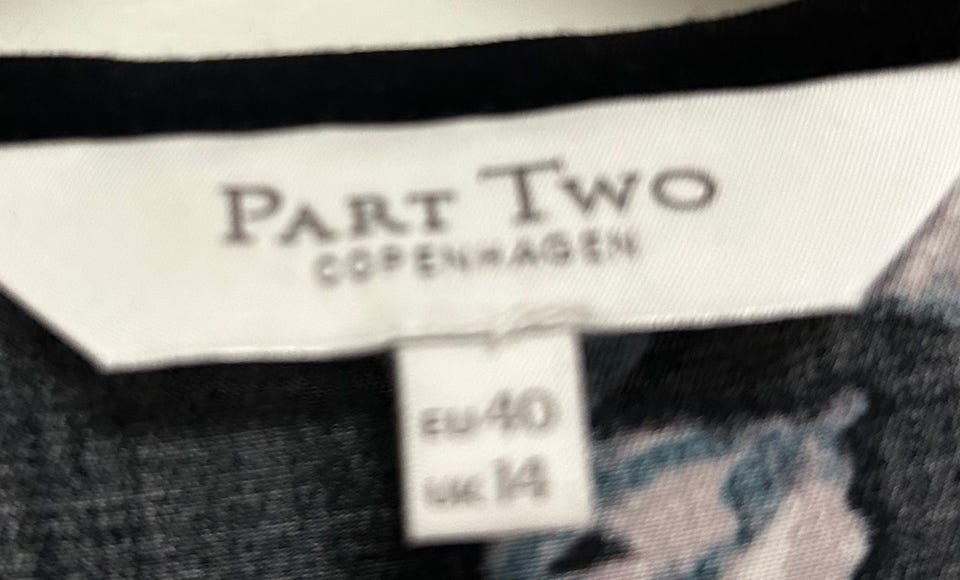 PART TWO
COPENHAGEN
EU 40
UK 14